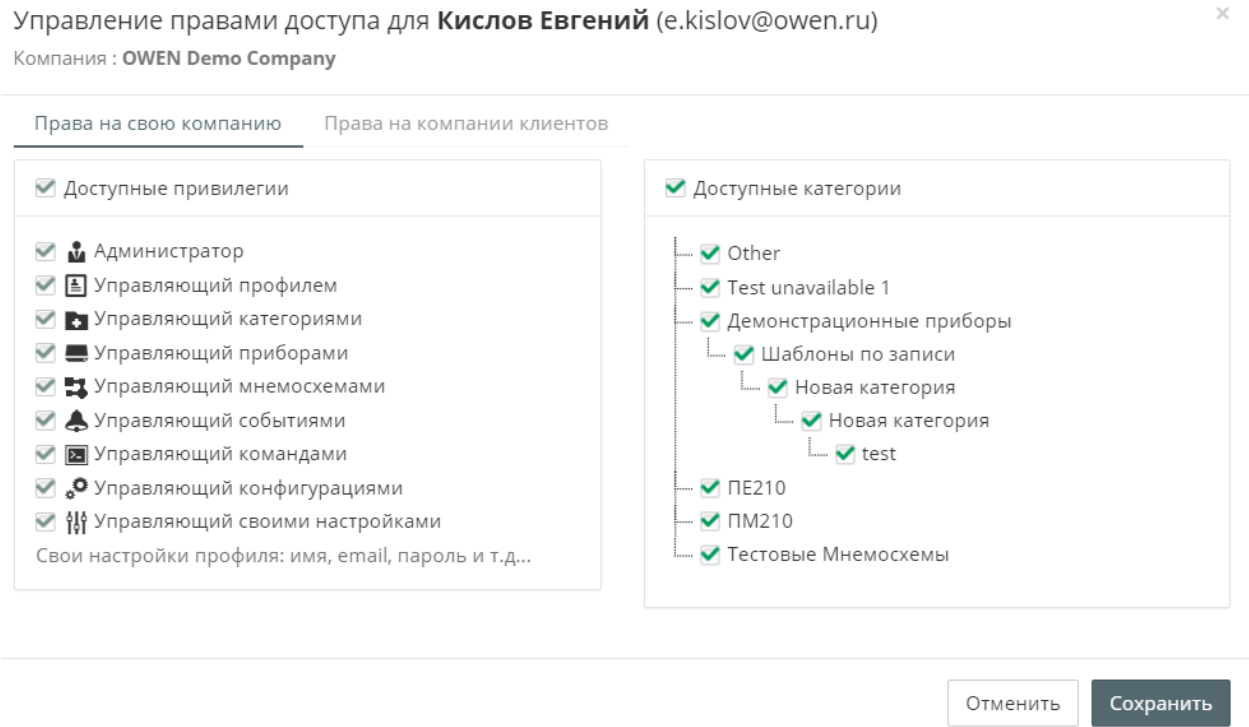 Управление правами доступа для Кислов Евгений (e.kislov@owen.ru)
Компания : OWEN Demo Company
Права на свою компанию
Права на компании клиентов
Доступные привилегии
Администратор
Управляющий профилем
Управляющий категориями
Управляющий приборами
Управляющий мнемосхемами
Управляющий событиями
Управляющий командами
Управляющий конфигурациями
Управляющий своими настройками
Свои настройки профиля: имя, email, пароль и т.д...
Доступные категории
Other
Test unavailable 1
Демонстрационные приборы
Шаблоны по записи
Новая категория
Новая категория
test
ПЕ210
ПМ210
Тестовые Мнемосхемы
Отменить
Сохранить